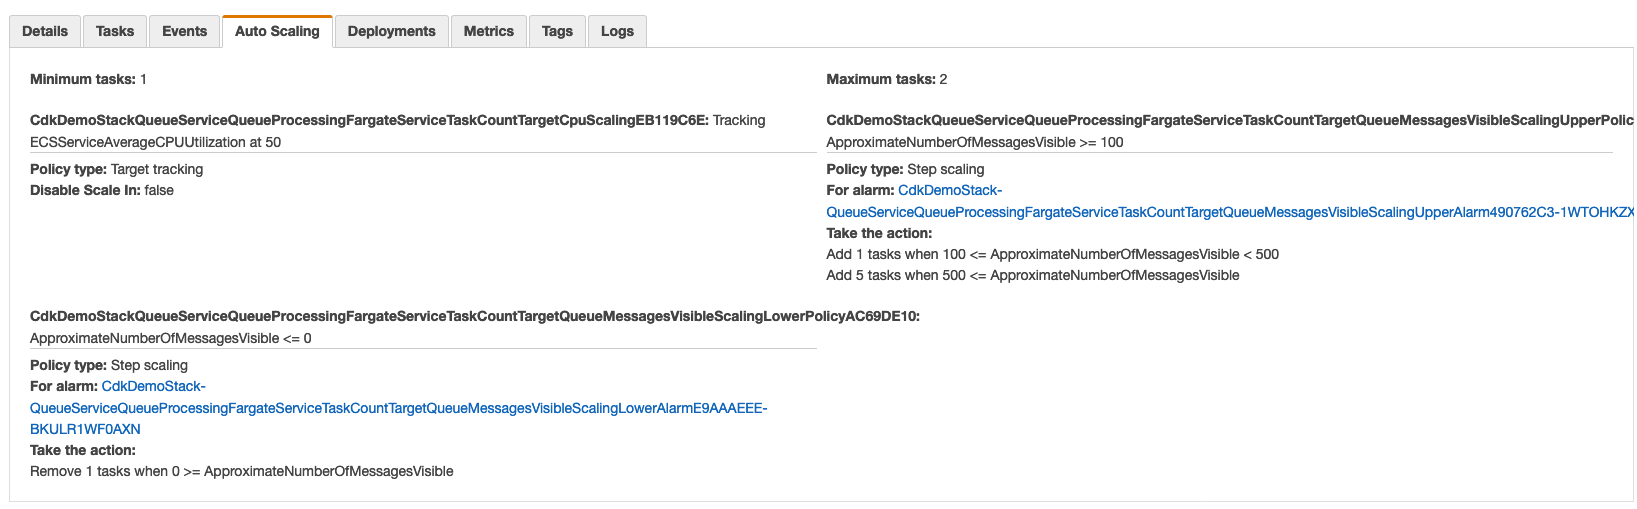 Details Tasks Events Auto Scaling Deployments Metrics Tags Logs
Minimum tasks: 1
Maximum tasks: 2
CdkDemoStackQueueServiceQueueProcessingFargateServiceTaskCountTargetCpuScalingEB119C6E: Tracking
ECSServiceAverageCPUUtilization at 50
Policy type: Target tracking
Disable Scale In: false
CdkDemoStackQueueServiceQueueProcessingFargateServiceTaskCountTargetQueueMessagesVisibleScalingUpperPolic
ApproximateNumberOfMessagesVisible >= 100
Policy type: Step scaling
For alarm: CdkDemoStack-
QueueServiceQueueProcessingFargateServiceTaskCountTargetQueueMessagesVisibleScalingUpperAlarm490762C3-1WTOHKZX
Take the action:
Add 1 tasks when 100 <= ApproximateNumberOfMessagesVisible < 500
Add 5 tasks when 500 <= ApproximateNumberOfMessagesVisible
CdkDemoStackQueueServiceQueueProcessingFargateServiceTaskCountTargetQueueMessagesVisibleScalingLowerPolicyAC69DE10:
ApproximateNumberOfMessagesVisible <= 0
Policy type: Step scaling
For alarm: CdkDemoStack-
QueueServiceQueueProcessingFargateServiceTaskCountTargetQueueMessagesVisibleScalingLowerAlarmE9AAAEEE-
BKULR1WF0AXN
Take the action:
Remove 1 tasks when 0 >= ApproximateNumberOfMessagesVisible